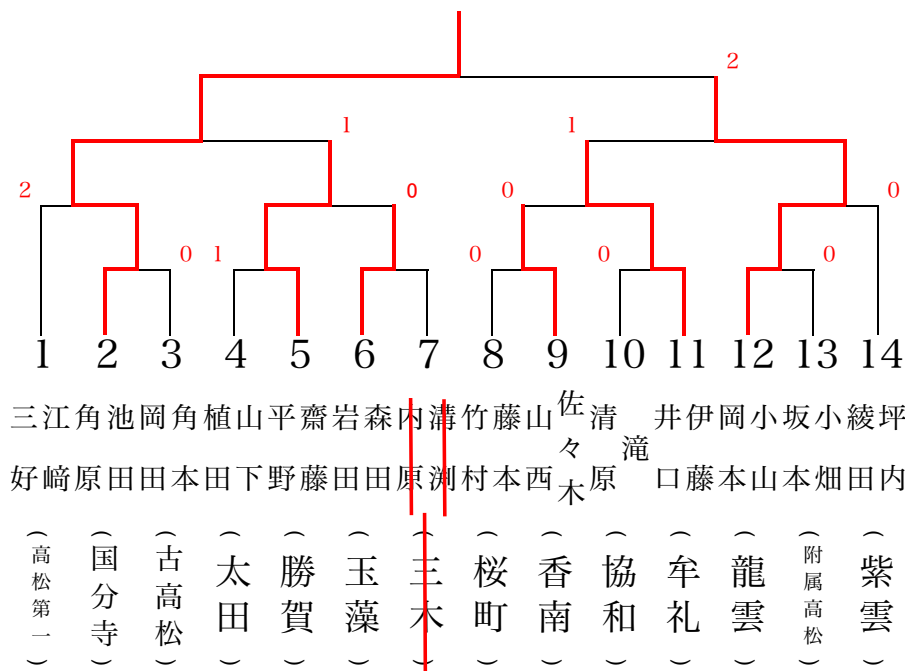 2
1
1
2
0
0
0
0
1
0
0
0
1 2 3 4 5 6 7 8 9 10 11 12 13 14
三好
江﨑
角原
池田
岡田
角本
植田
山下
平野
齋藤
岩田
森田
内原
溝渕
竹村
藤本
山西
佐々木
清原
滝
井口
伊藤
岡本
小山
坂本
小畑
綾田
坪内
(高松第一)
(国分寺)
(古高松)
(太田)
(勝賀)
(玉藻)
(三木)
(桜町)
(香南)
(協和)
(牟礼)
(龍雲)
(附属高松)
(紫雲)